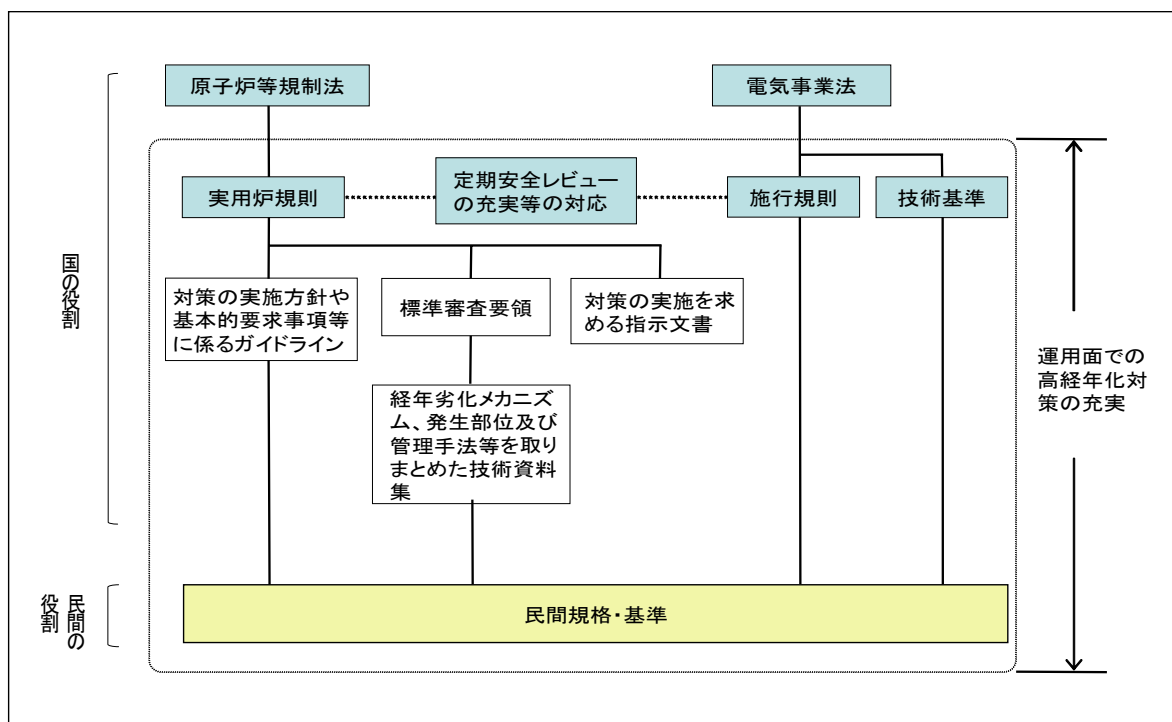 原子炉等規制法
電気事業法
定期安全レビュー
の充実等の対応
実用炉規則
施行規則
技術基準
国の役割
対策の実施方針や
基本的要求事項等
に係るガイドライン
標準審査要領
対策の実施を求
める指示文書
運用面での
高経年化対
策の充実
経年劣化メカニズ
ム、発生部位及び
管理手法等を取り
まとめた技術資料
集
民間の
役割
民間規格・基準